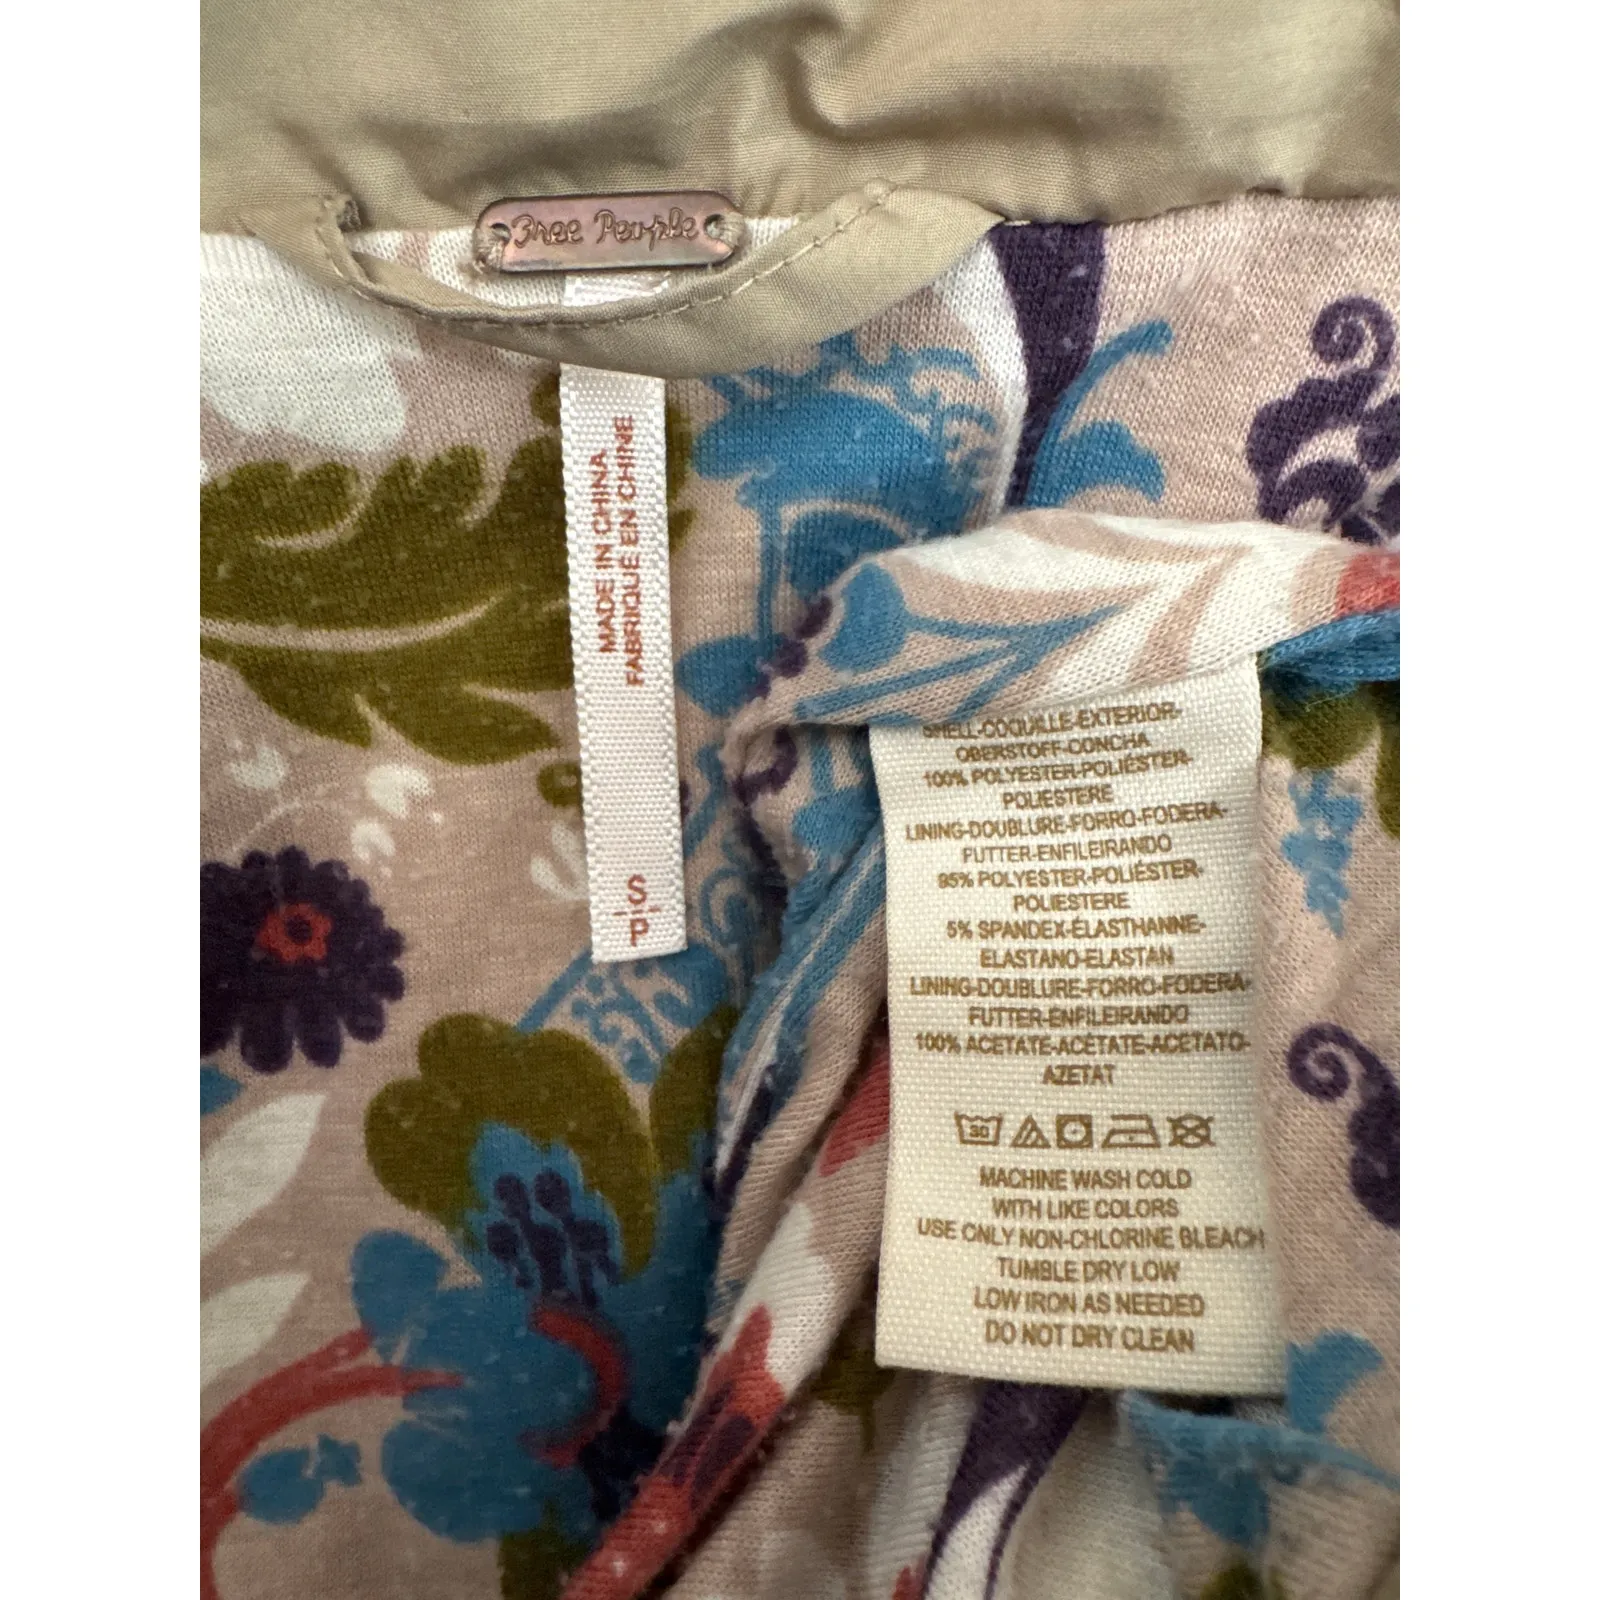 Free People
MADE IN CHINA
FABRIQUÉ EN CHINE
S
P
SHELL-COQUILLE-EXTERIOR-
OBERSTOFF-CONCHA
100% POLYESTER-POLIÉSTER-
POLIESTERE
LINING-DOUBLURE-FORRO-FODERA-
FUTTER-ENFILEIRANDO
95% POLYESTER-POLIÉSTER-
POLIESTERE
5% SPANDEX-ÉLASTHANNE-
ELASTANO-ELASTAN
LINING-DOUBLURE-FORRO-FODERA-
FUTTER-ENFILEIRANDO
100% ACETATE-ACÉTATE-ACETATO-
AZETAT
30
MACHINE WASH COLD
WITH LIKE COLORS
USE ONLY NON-CHLORINE BLEACH
TUMBLE DRY LOW
LOW IRON AS NEEDED
DO NOT DRY CLEAN